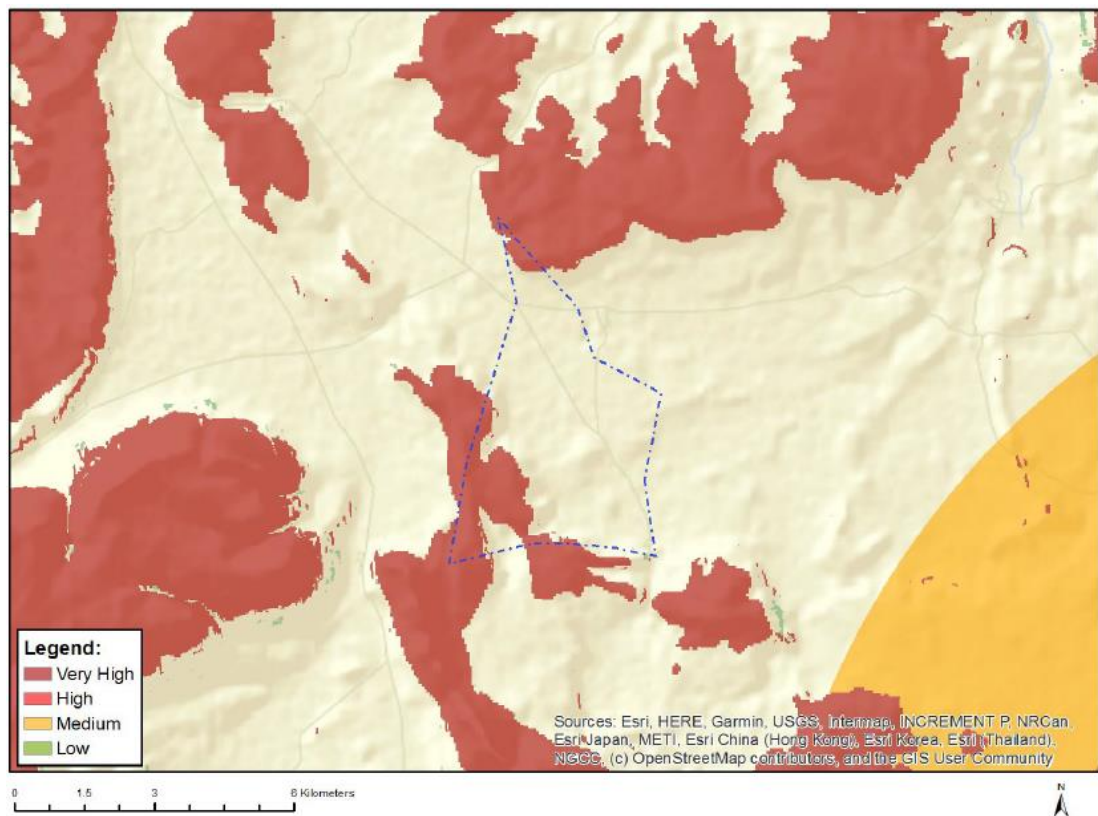 Legend:
Very High
High
Medium
Low
Sources: Esri, HERE, Garmin, USGS, Intermap, INCREMENT P, NRCan,
Esri Japan, METI, Esri China (Hong Kong), Esri Korea, Esri (Thailand),
NGCC, (c) OpenStreetMap contributors, and the GIS User Community
0 1.5 3 6 Kilometers
N